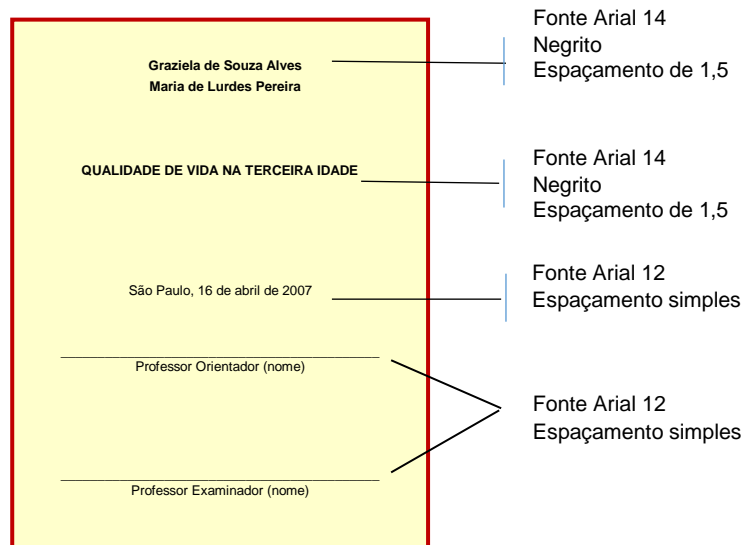 Fonte Arial 14
Negrito
Espaçamento de 1,5
Graziela de Souza Alves
Maria de Lurdes Pereira
QUALIDADE DE VIDA NA TERCEIRA IDADE
Fonte Arial 14
Negrito
Espaçamento de 1,5
São Paulo, 16 de abril de 2007
Fonte Arial 12
Espaçamento simples
Professor Orientador (nome)
Fonte Arial 12
Espaçamento simples
Professor Examinador (nome)